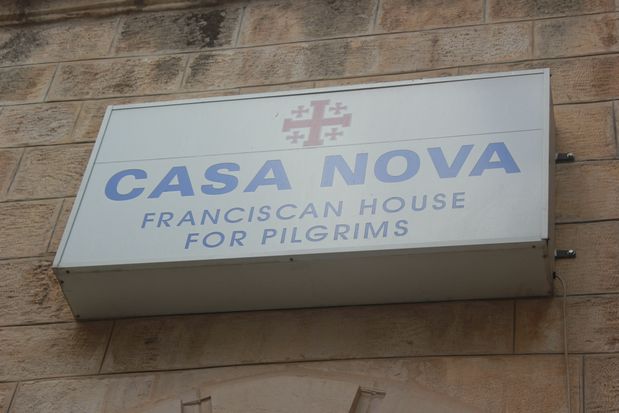 CASA NOVA
FRANCISCAN HOUSE
FOR PILGRIMS